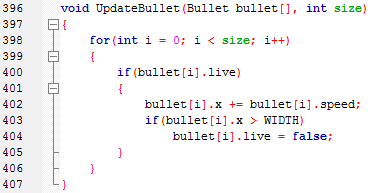 396 void UpdateBullet(Bullet bullet[], int size)
397 {
398 for(int i = 0; i < size; i++)
399 {
400 if(bullet[i].live)
401 {
402 bullet[i].x += bullet[i].speed;
403 if(bullet[i].x > WIDTH)
404 bullet[i].live = false;
405 }
406 }
407 }